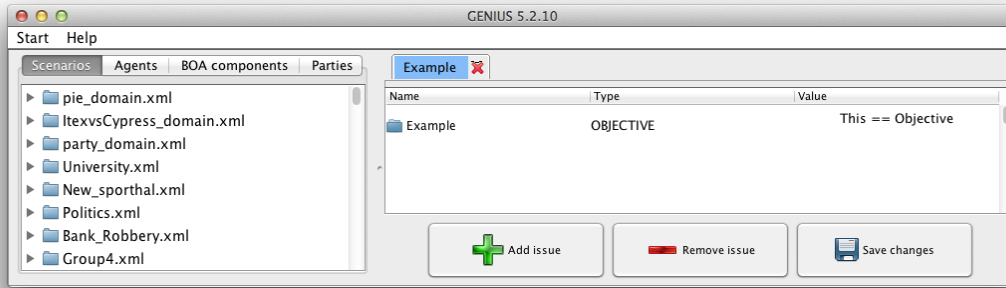 GENIUS 5.2.10
Start Help
Scenarios Agents BOA components Parties
pie_domain.xml
ItexvsCypress_domain.xml
party_domain.xml
University.xml
New_sporthal.xml
Politics.xml
Bank_Robbery.xml
Group4.xml
Example
Name Type Value
Example OBJECTIVE This == Objective
Add issue Remove issue Save changes